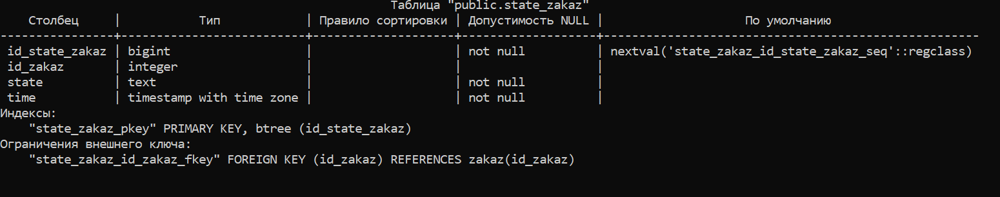 Таблица "public.state_zakaz"
Столбец | Тип | Правило сортировки | Допустимость NULL | По умолчанию
----------------+--------------------------+--------------------+-------------------+-----------------------------------------------------
id_state_zakaz | bigint | | not null | nextval('state_zakaz_id_state_zakaz_seq'::regclass)
id_zakaz | integer | | |
state | text | | not null |
time | timestamp with time zone | | not null |
Индексы:
"state_zakaz_pkey" PRIMARY KEY, btree (id_state_zakaz)
Ограничения внешнего ключа:
"state_zakaz_id_zakaz_fkey" FOREIGN KEY (id_zakaz) REFERENCES zakaz(id_zakaz)